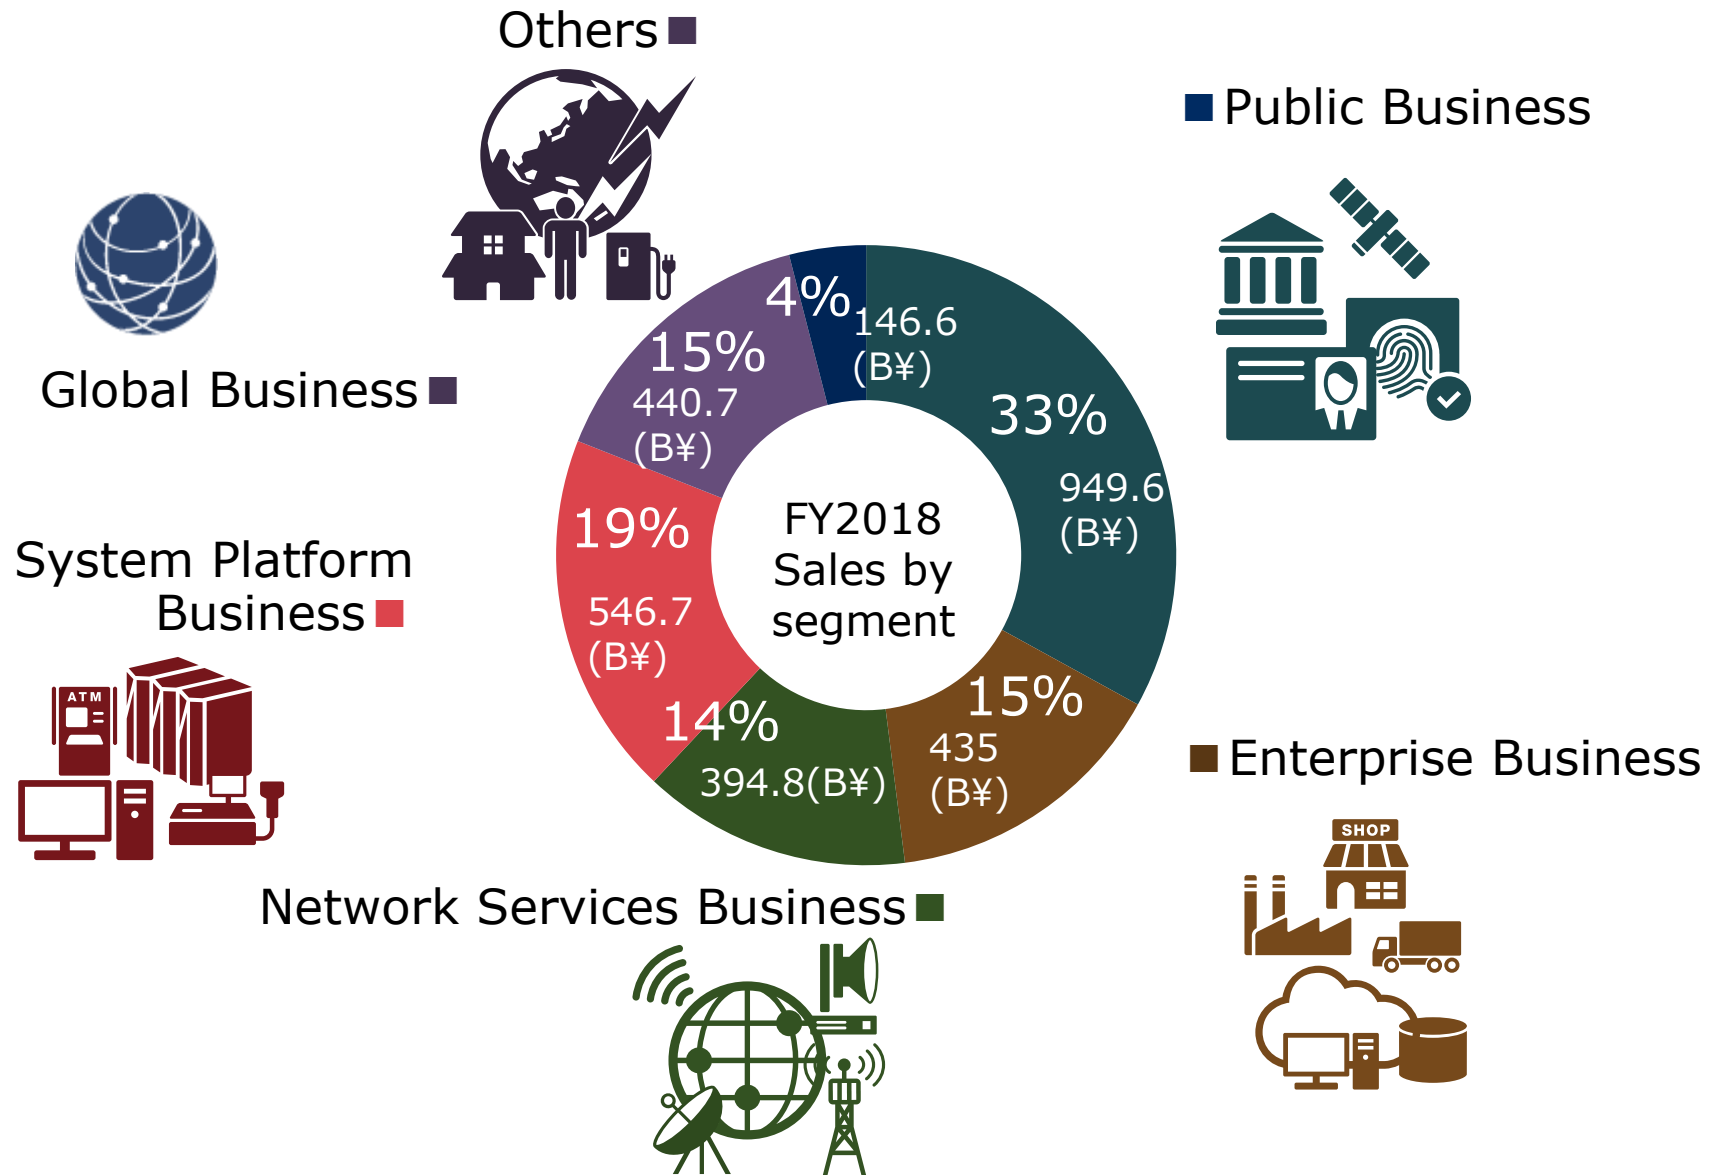 Others
Public Business
Global Business
System Platform
Business
Network Services Business
Enterprise Business
4%
146.6
(B¥)
15%
440.7
(B¥)
33%
949.6
(B¥)
19%
546.7
(B¥)
FY2018
Sales by
segment
14%
394.8(B¥)
15%
435
(B¥)
ATM
SHOP